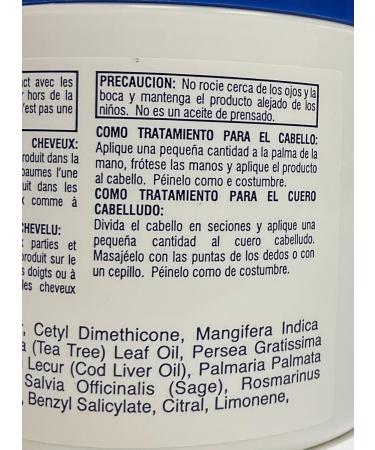 act avec les
hors de la
'est pas une
CHEVEUX:
roduit dans la
paumes l'une
uit dans les
x comme à
CHEVELU:
parties et
produit sur le
s doigts ou à
les cheveux
PRECAUCION: No rocie cerca de los ojos y la
boca y mantenga el producto alejado de los
niños. No es un aceite de prensado.
COMO TRATAMIENTO PARA EL CABELLO:
Aplique una pequeña cantidad a la palma de la
mano, frótese las manos y aplique el producto
al cabello. Péinelo como e costumbre.
COMO TRATAMIENTO PARA EL CUERO
CABELLUDO:
Divida el cabello en seciones y aplique una
pequeña cantidad al cuero cabelludo.
Masajéelo con las puntas de los dedos o con
un cepillo. Péinelo como de costumbre.
, Cetyl Dimethicone, Mangifera Indica
a (Tea Tree) Leaf Oil, Persea Gratissima
Lecur (Cod Liver Oil), Palmaria Palmata
Salvia Officinalis (Sage), Rosmarinus
, Benzyl Salicylate, Citral, Limonene,